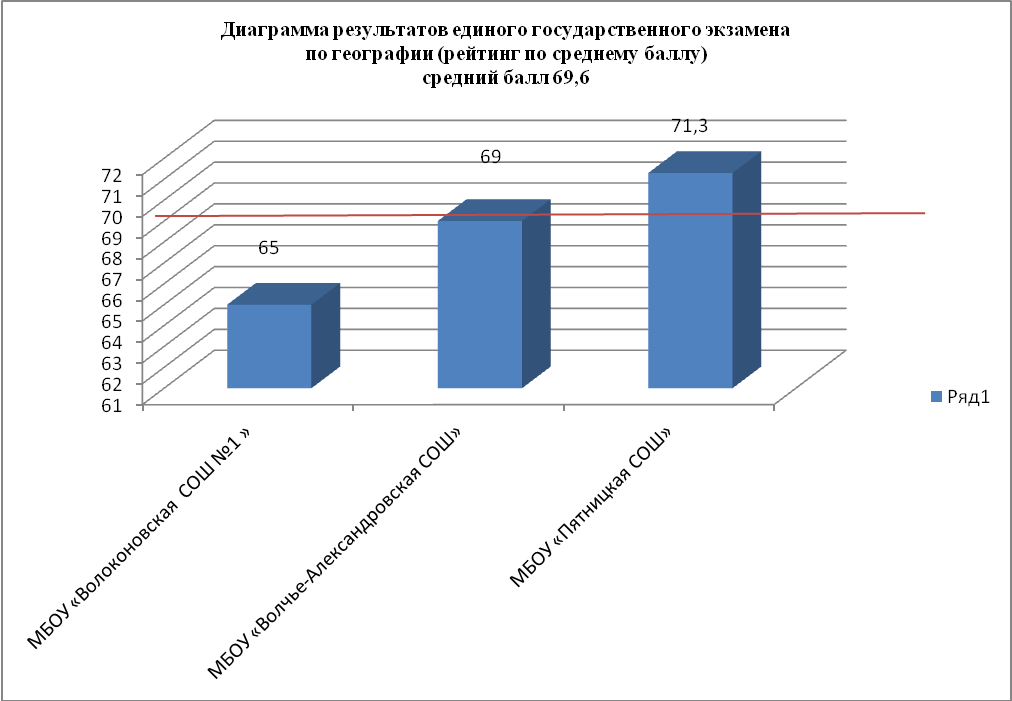 Диаграмма результатов единого государственного экзамена
по географии (рейтинг по среднему баллу)
средний балл 69,6
71,3
69
65
72
71
70
69
68
67
66
65
64
63
62
61
Ряд1
МБОУ «Волоконовская СОШ №1 »
МБОУ «Волчье-Александровская СОШ»
МБОУ «Пятницкая СОШ»